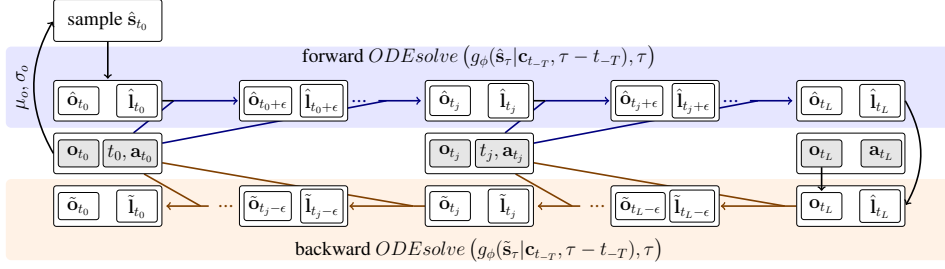 sample ŝ_{t_0}
forward ODEsolve (g_ϕ(ŝ_τ|c_{t_{-T}}, τ − t_{-T}), τ)
μ_o, σ_o
ô_{t_0} l̂_{t_0} ô_{t_0+ϵ} l̂_{t_0+ϵ} ... ô_{t_j} l̂_{t_j} ô_{t_j+ϵ} l̂_{t_j+ϵ} ... ô_{t_L} l̂_{t_L}
o_{t_0} t_0, a_{t_0} o_{t_j} t_j, a_{t_j} o_{t_L} a_{t_L}
õ_{t_0} l̃_{t_0} ... õ_{t_j-ϵ} l̃_{t_j-ϵ} õ_{t_j} l̃_{t_j} ... õ_{t_L-ϵ} l̃_{t_L-ϵ} o_{t_L} l̂_{t_L}
backward ODEsolve (g_ϕ(s̃_τ|c_{t_{-T}}, τ − t_{-T}), τ)